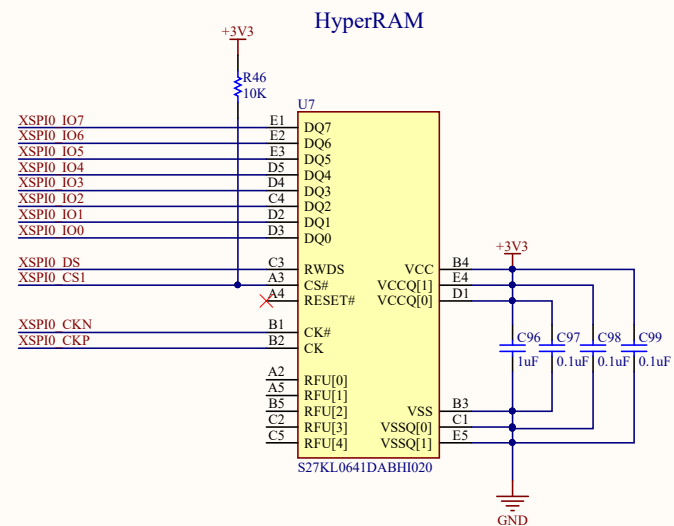 HyperRAM
+3V3
R46
10K
U7
XSPI0_IO7 E1 DQ7
XSPI0_IO6 E2 DQ6
XSPI0_IO5 E3 DQ5
XSPI0_IO4 D5 DQ4
XSPI0_IO3 D4 DQ3
XSPI0_IO2 C4 DQ2
XSPI0_IO1 D2 DQ1
XSPI0_IO0 D3 DQ0
+3V3
XSPI0_DS C3 RWDS VCC B4
XSPI0_CS1 A3 CS# VCCQ[1] E4
A4 RESET# VCCQ[0] D1
XSPI0_CKN B1 CK#
XSPI0_CKP B2 CK
C96 C97 C98 C99
1uF 0.1uF 0.1uF 0.1uF
A2 RFU[0]
A5 RFU[1]
B5 RFU[2] VSS B3
C2 RFU[3] VSSQ[0] C1
C5 RFU[4] VSSQ[1] E5
S27KL0641DABHI020
GND